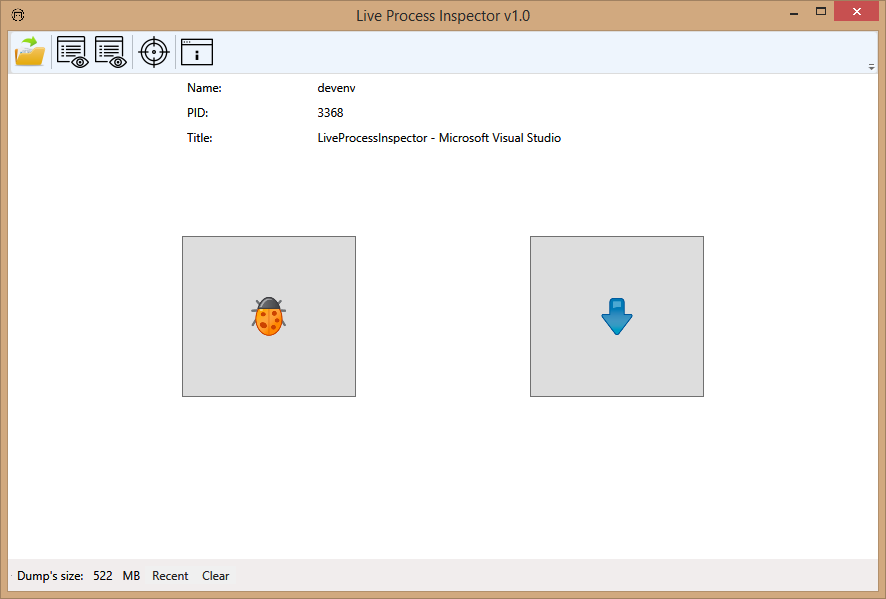 Live Process Inspector v1.0
Name: devenv
PID: 3368
Title: LiveProcessInspector - Microsoft Visual Studio
Dump's size: 522 MB Recent Clear